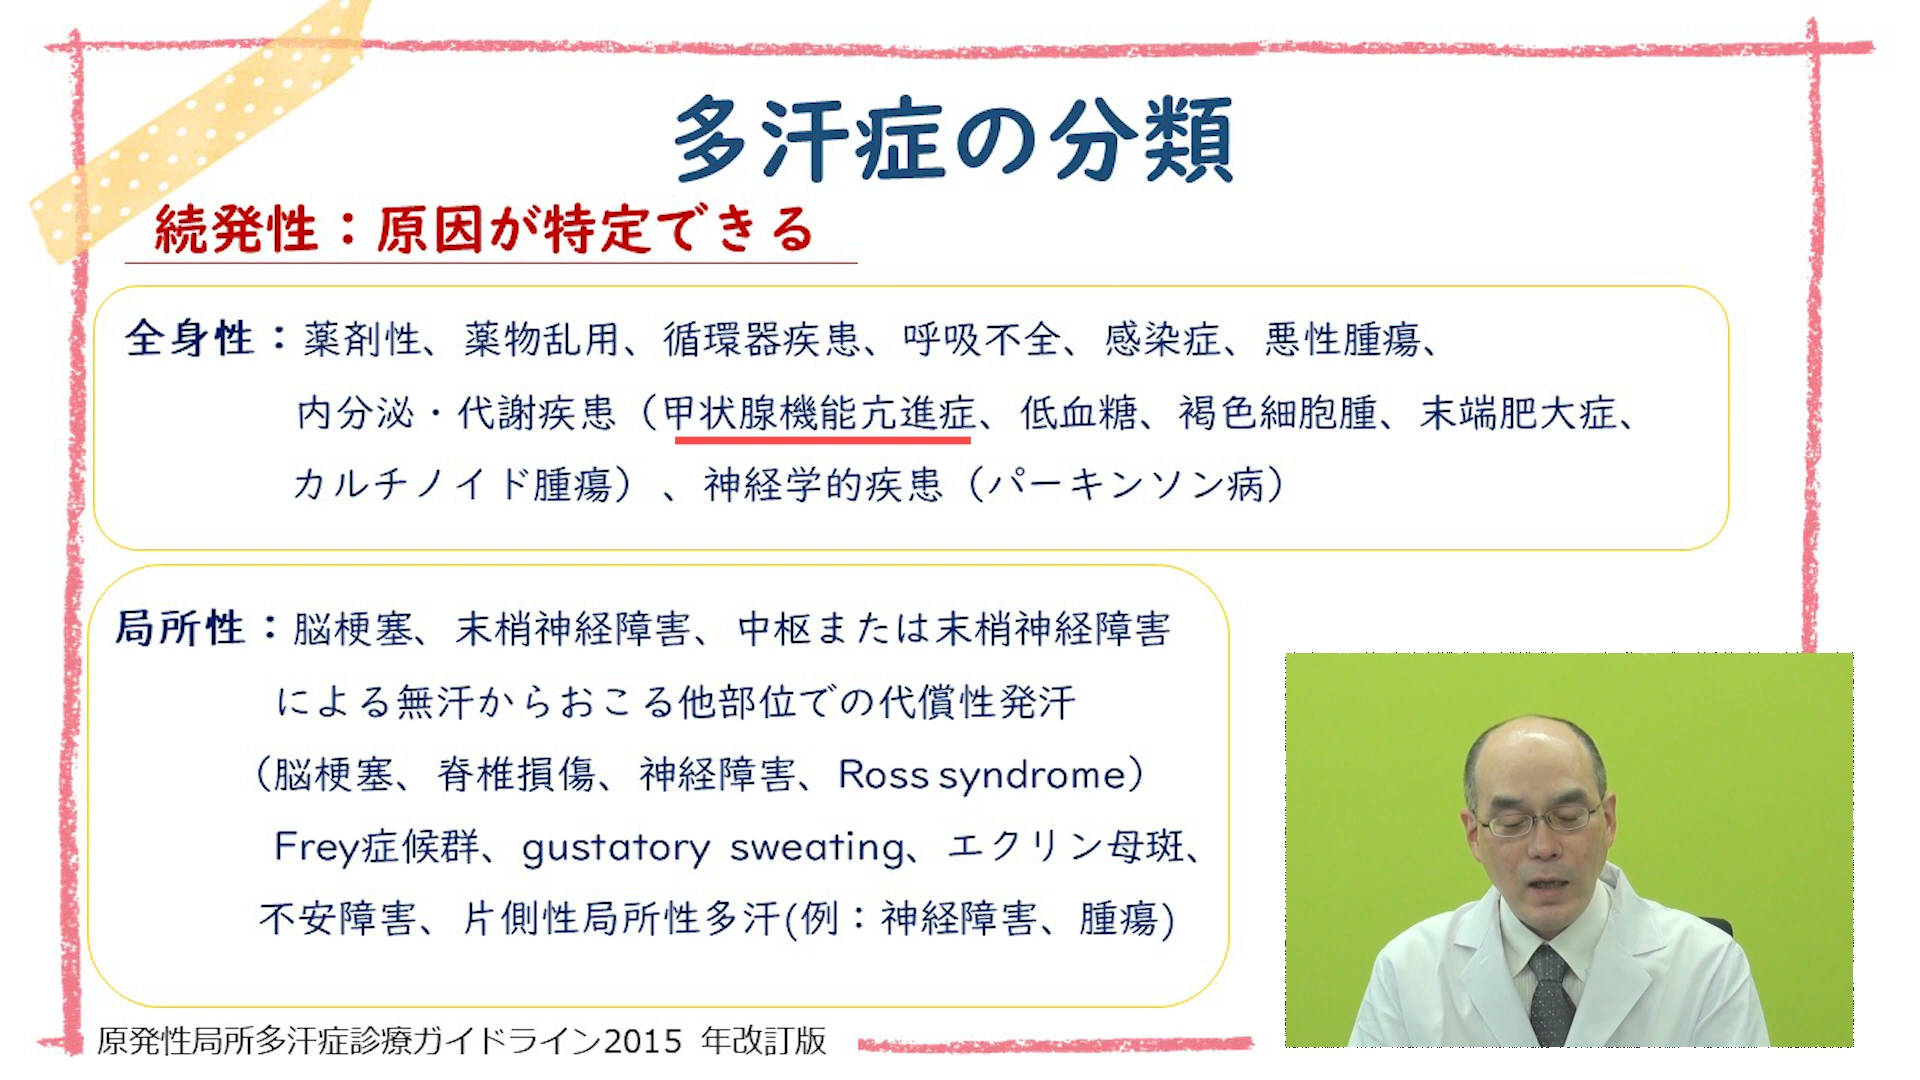 多汗症の分類
続発性：原因が特定できる
全身性：薬剤性、薬物乱用、循環器疾患、呼吸不全、感染症、悪性腫瘍、
内分泌・代謝疾患（甲状腺機能亢進症、低血糖、褐色細胞腫、末端肥大症、
カルチノイド腫瘍）、神経学的疾患（パーキンソン病）
局所性：脳梗塞、末梢神経障害、中枢または末梢神経障害
による無汗からおこる他部位での代償性発汗
（脳梗塞、脊椎損傷、神経障害、Ross syndrome）
Frey症候群、gustatory sweating、エクリン母斑、
不安障害、片側性局所性多汗(例：神経障害、腫瘍)
原発性局所多汗症診療ガイドライン2015 年改訂版